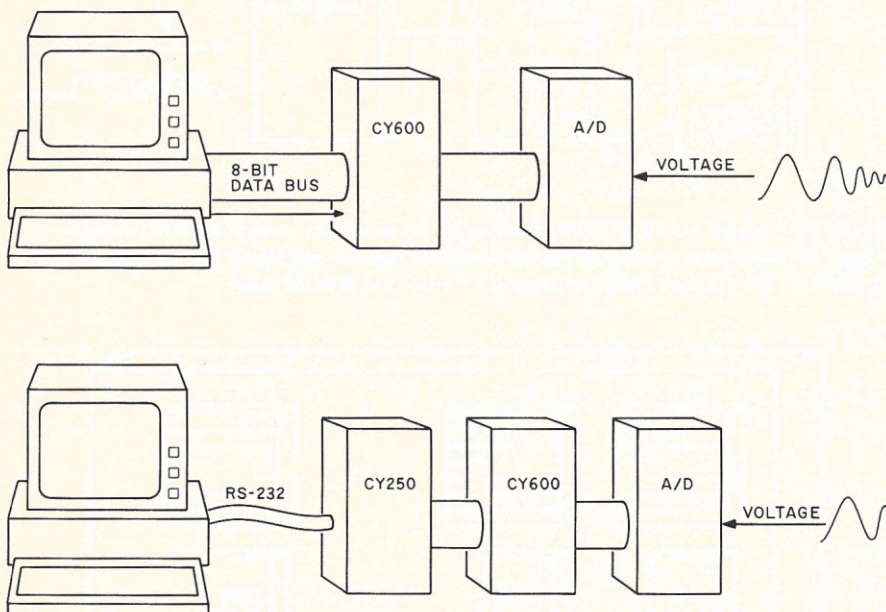 CY600
A/D
8-BIT
DATA BUS
VOLTAGE
RS-232
CY250
CY600
A/D
VOLTAGE